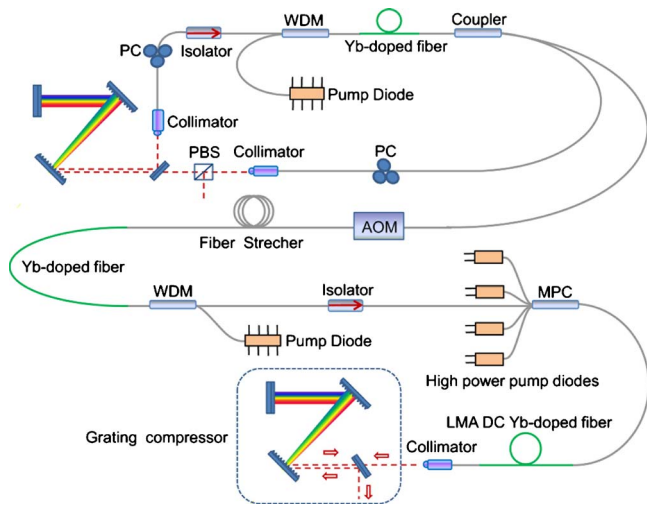 WDM
Coupler
PC
Isolator
Yb-doped fiber
Pump Diode
Collimator
PBS
Collimator
PC
Fiber Strecher
AOM
Yb-doped fiber
WDM
Isolator
MPC
Pump Diode
High power pump diodes
LMA DC Yb-doped fiber
Grating compressor
Collimator